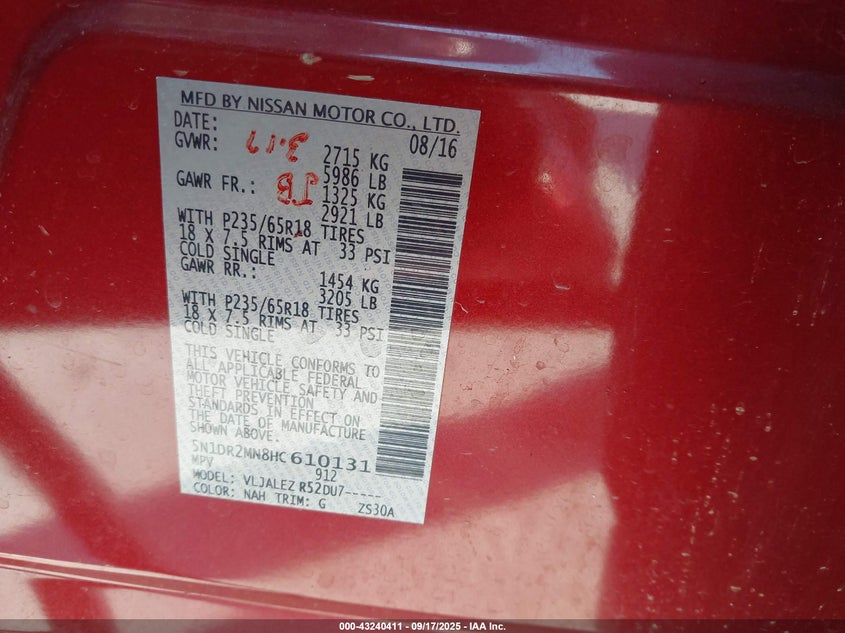 MFD BY NISSAN MOTOR CO., LTD.
DATE: 08/16
GVWR: 2715 KG
5986 LB
GAWR FR.: 1325 KG
2921 LB
WITH P235/65R18 TIRES
18 X 7.5 RIMS AT 33 PSI
COLD SINGLE
GAWR RR.: 1454 KG
3205 LB
WITH P235/65R18 TIRES
18 X 7.5 RIMS AT 33 PSI
COLD SINGLE
THIS VEHICLE CONFORMS TO
ALL APPLICABLE FEDERAL
MOTOR VEHICLE SAFETY AND
THEFT PREVENTION
STANDARDS IN EFFECT ON
THE DATE OF MANUFACTURE
SHOWN ABOVE.
5N1DR2MN8HC610131
MPV 912
MODEL: VLJALEZ R52DU7-----
COLOR: NAH TRIM: G ZS30A
3.17
JB
000-43240411 - 09/17/2025 - IAA Inc.